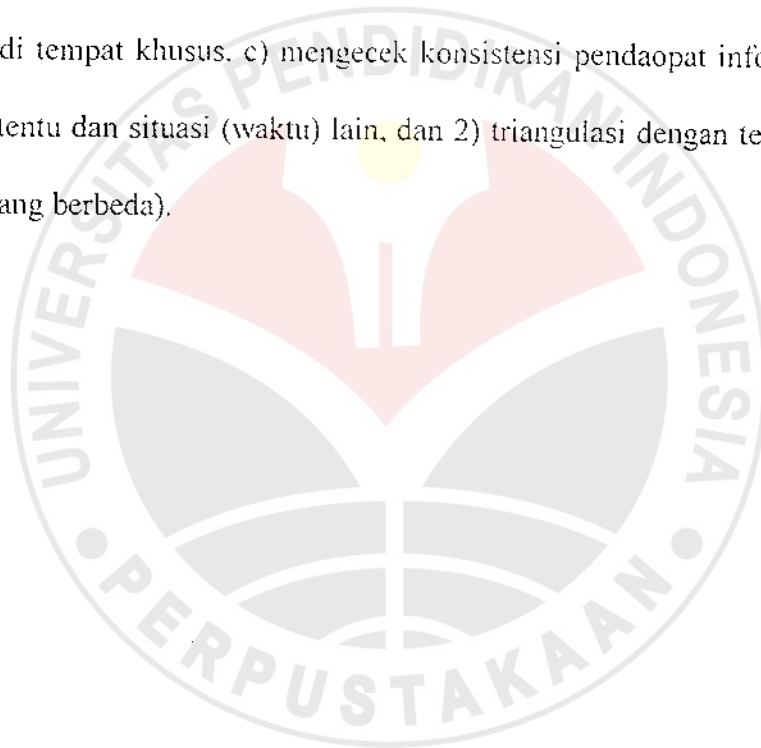 di tempat khusus. c) mengecek konsistensi pendaopat info
tentu dan situasi (waktu) lain, dan 2) triangulasi dengan te
ang berbeda).
UNIVERSITAS PENDIDIKAN INDONESIA
PERPUSTAKAAN